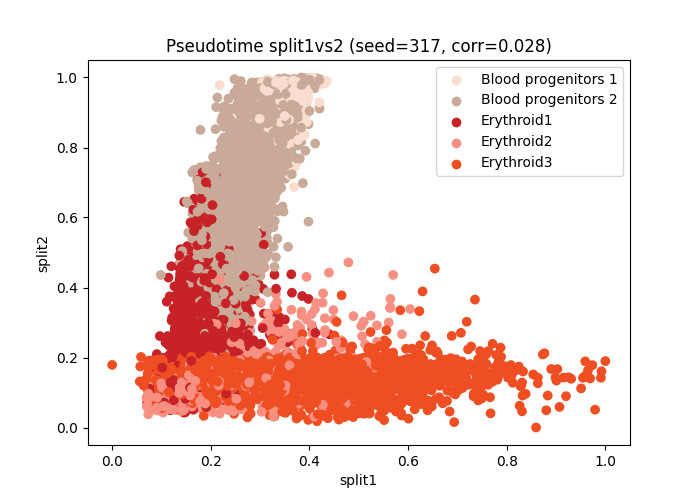 Pseudotime split1vs2 (seed=317, corr=0.028)
Blood progenitors 1
Blood progenitors 2
Erythroid1
Erythroid2
Erythroid3
1.0
0.8
0.6
0.4
0.2
0.0
split2
0.0 0.2 0.4 0.6 0.8 1.0
split1